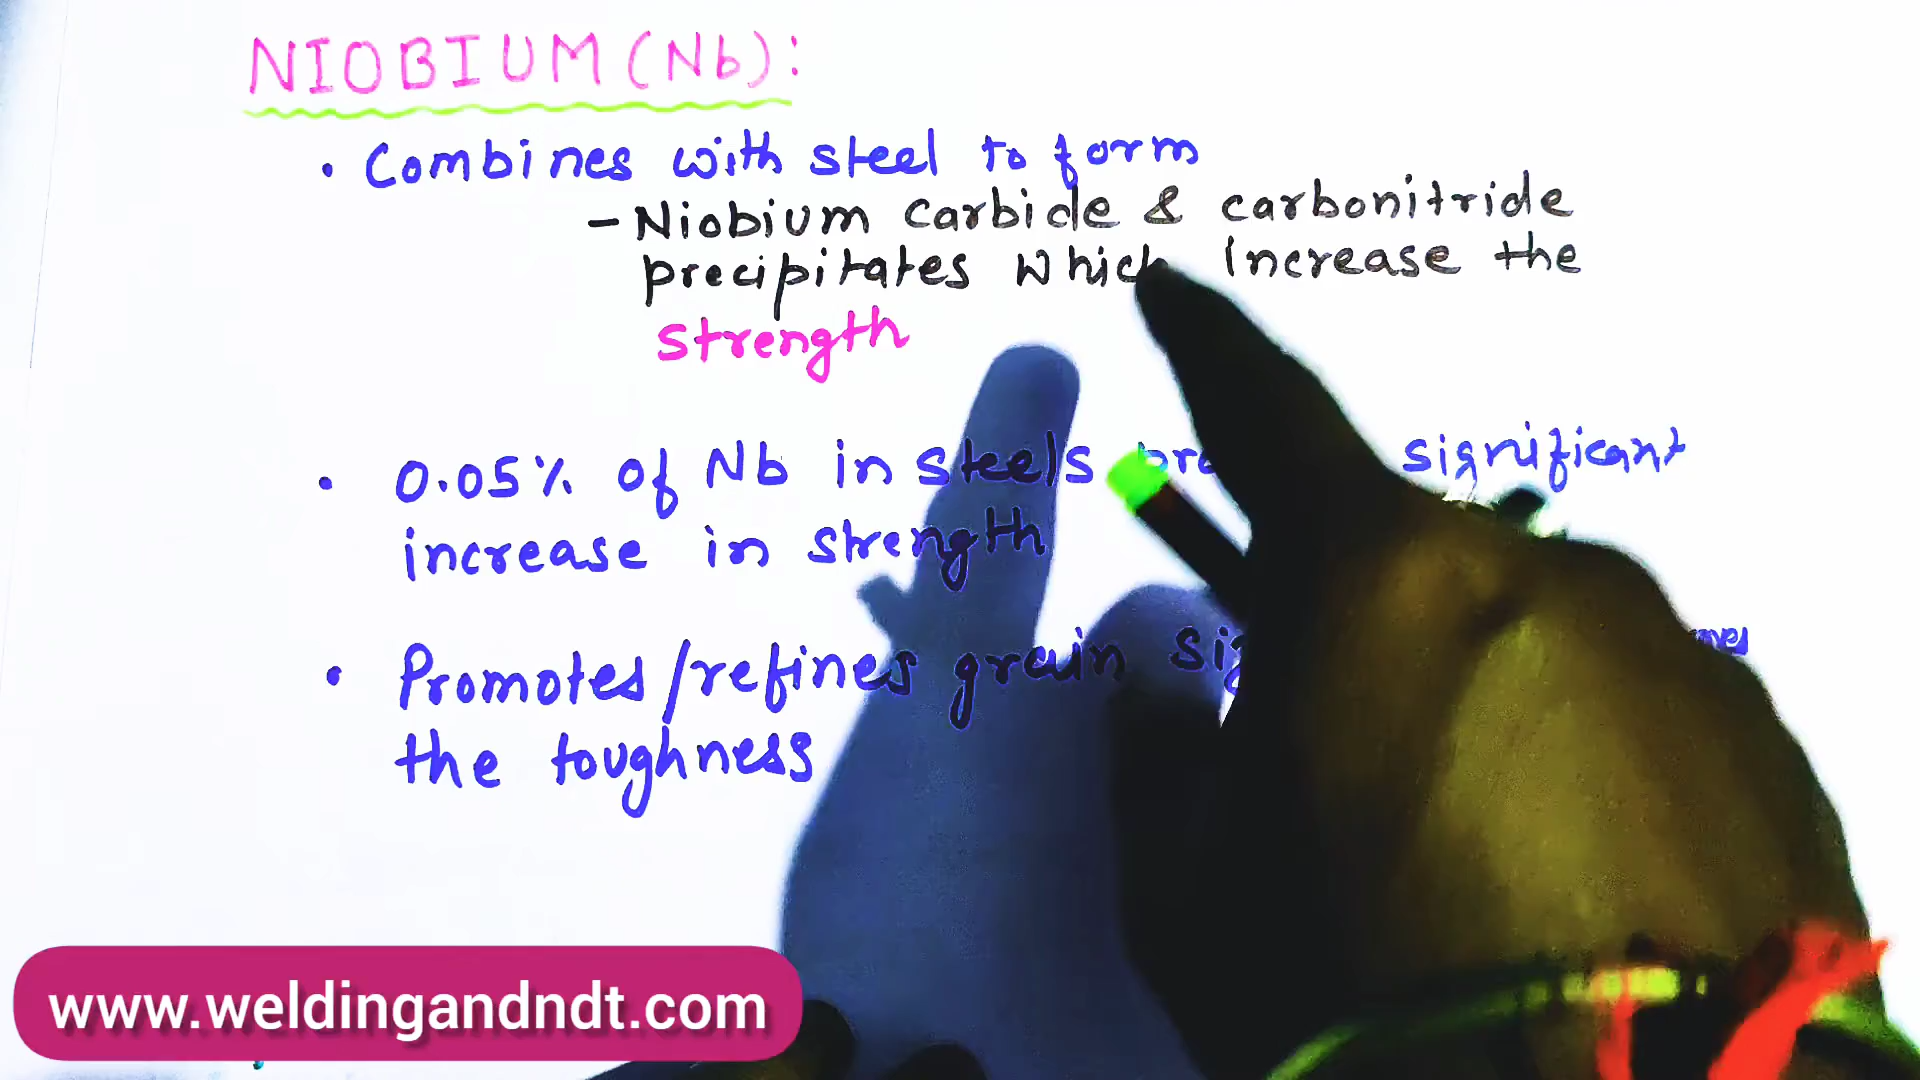 NIOBIUM (Nb):
• Combines with steel to form
- Niobium carbide & carbonitride
precipitates which increase the
strength
• 0.05% of Nb in steels significant
increase in strength
• Promotes/refines grain
the toughness
www.weldingandndt.com